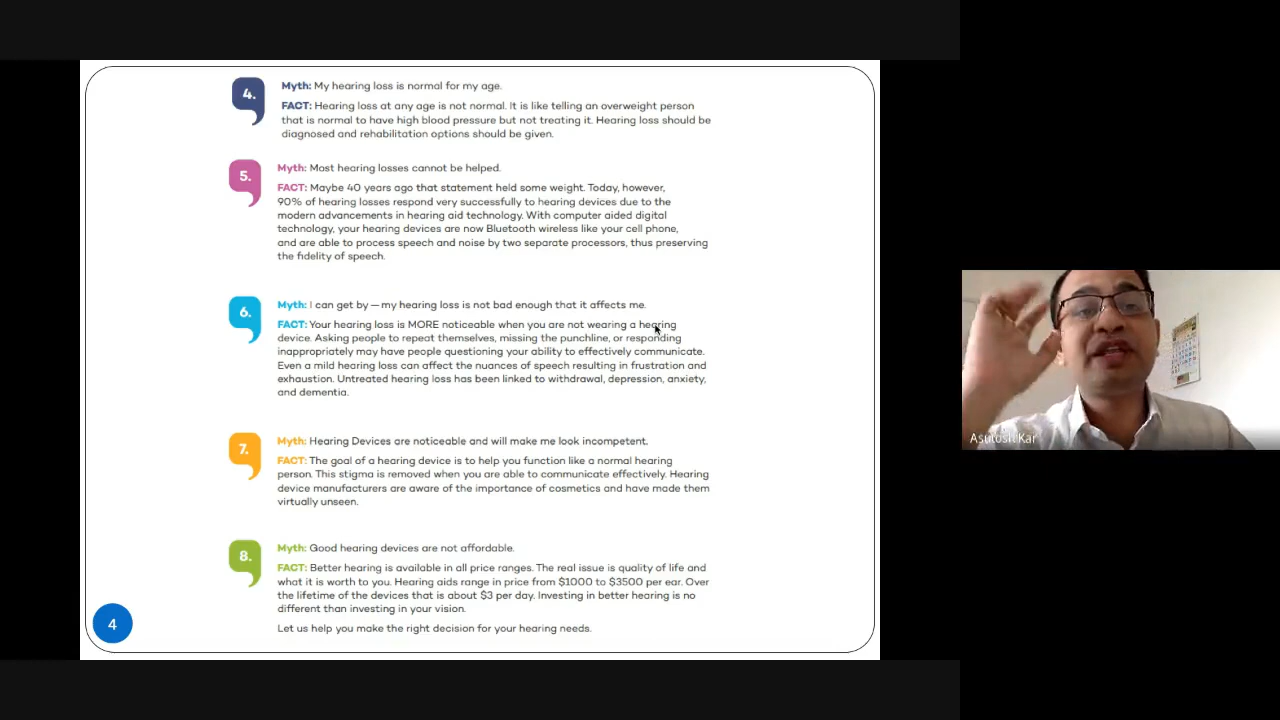 4.
Myth: My hearing loss is normal for my age.
FACT: Hearing loss at any age is not normal. It is like telling an overweight person
that is normal to have high blood pressure but not treating it. Hearing loss should be
diagnosed and rehabilitation options should be given.
5.
Myth: Most hearing losses cannot be helped.
FACT: Maybe 40 years ago that statement held some weight. Today, however,
90% of hearing losses respond very successfully to hearing devices due to the
modern advancements in hearing aid technology. With computer aided digital
technology, your hearing devices are now Bluetooth wireless like your cell phone,
and are able to process speech and noise by two separate processors, thus preserving
the fidelity of speech.
6.
Myth: I can get by — my hearing loss is not bad enough that it affects me.
FACT: Your hearing loss is MORE noticeable when you are not wearing a hearing
device. Asking people to repeat themselves, missing the punchline, or responding
inappropriately may have people questioning your ability to effectively communicate.
Even a mild hearing loss can affect the nuances of speech resulting in frustration and
exhaustion. Untreated hearing loss has been linked to withdrawal, depression, anxiety,
and dementia.
7.
Myth: Hearing Devices are noticeable and will make me look incompetent.
FACT: The goal of a hearing device is to help you function like a normal hearing
person. This stigma is removed when you are able to communicate effectively. Hearing
device manufacturers are aware of the importance of cosmetics and have made them
virtually unseen.
8.
Myth: Good hearing devices are not affordable.
FACT: Better hearing is available in all price ranges. The real issue is quality of life and
what it is worth to you. Hearing aids range in price from $1000 to $3500 per ear. Over
the lifetime of the devices that is about $3 per day. Investing in better hearing is no
different than investing in your vision.
Let us help you make the right decision for your hearing needs.
4
Asutosh Kar